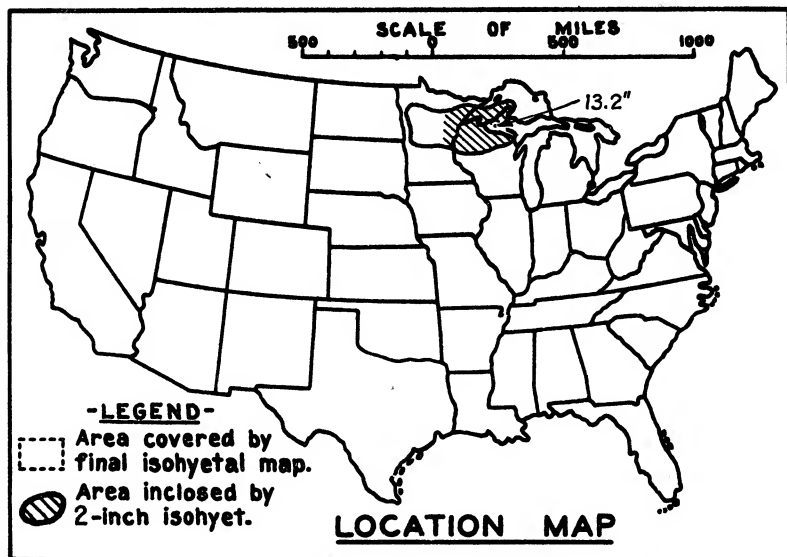 SCALE OF MILES
500 0 500 1000
13.2"
-LEGEND-
Area covered by
final isohyetal map.
Area inclosed by
2-inch isohyet.
LOCATION MAP